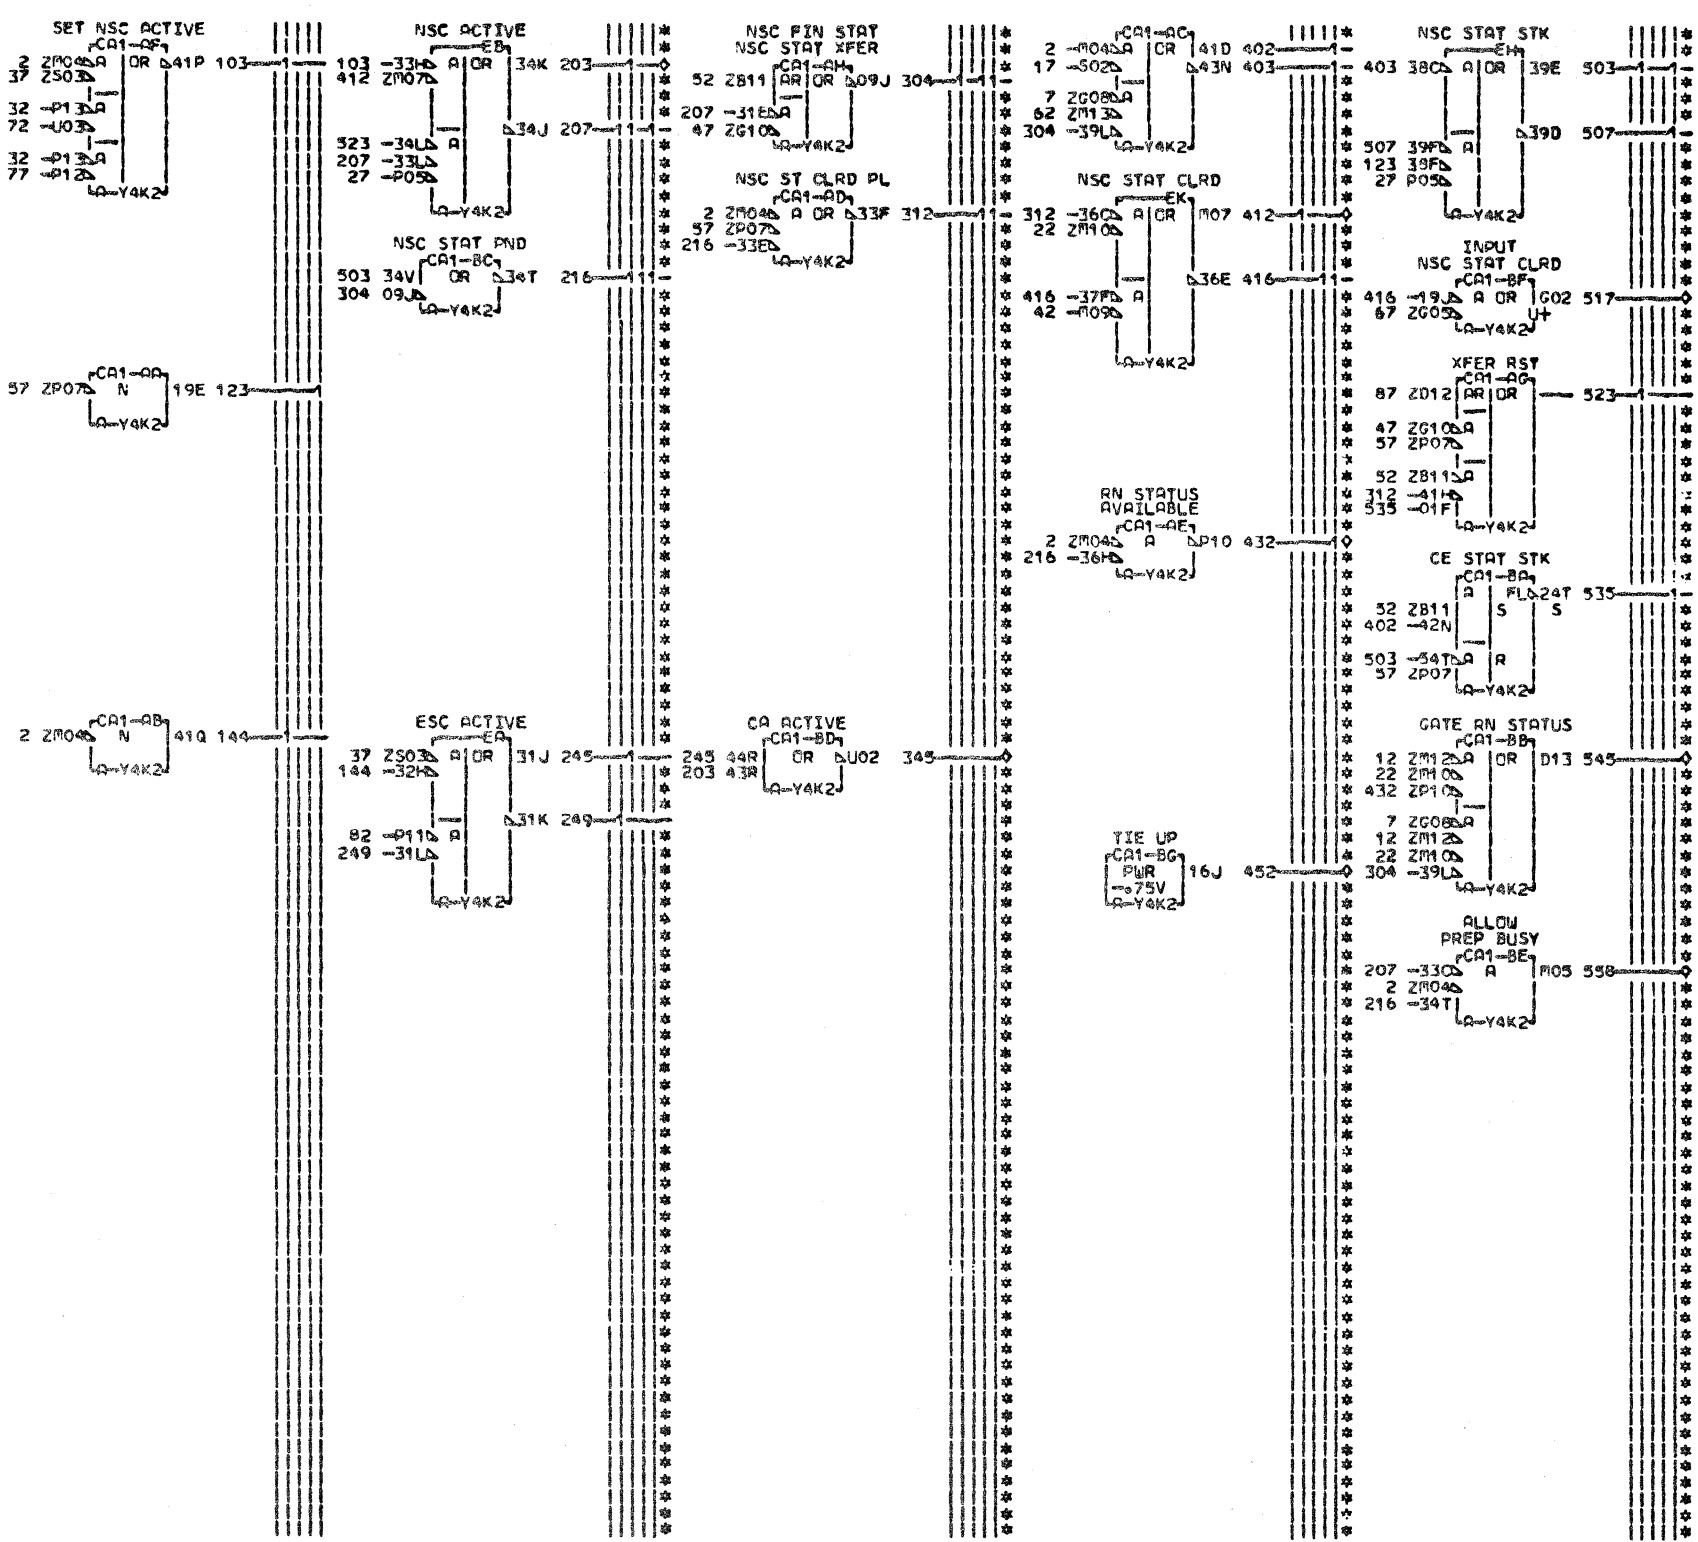 SET NSC ACTIVE
CA1-AF
2 ZM04 A OR 41P 103
37 ZS03
32 -P13 A
72 -U03
32 -P13 A
77 -P12
A-Y4K2
CA1-AA
57 ZP07 N 19E 123
A-Y4K2
CA1-AB
2 ZM04 N 41Q 144
A-Y4K2
NSC ACTIVE
EB
103 -33H A OR 34K 203
412 ZM07
34J 207
523 -34L A
207 -33L
27 -P05
A-Y4K2
NSC STAT PND
CA1-BC
503 34V OR 34T 216
304 09J
A-Y4K2
ESC ACTIVE
EA
37 ZS03 A OR 31J 245
144 -32H
31K 249
82 -P11 A
249 -31L
A-Y4K2
NSC FIN STAT
NSC STAT XFER
CA1-AH
52 ZB11 AR OR 09J 304
207 -31E A
47 ZG10
A-Y4K2
NSC ST CLRD PL
CA1-AD
2 ZM04 A OR 33F 312
57 ZP07
216 -33E
A-Y4K2
CA ACTIVE
CA1-BD
245 44R OR U02 345
203 43R
A-Y4K2
CA1-AC
2 -M04 A OR 41D 402
17 -S02 43N 403
7 ZG08 A
62 ZM13
304 -39L
A-Y4K2
NSC STAT CLRD
EK
312 -36C A OR M07 412
22 ZM10
36E 416
416 -37F A
42 -M09
A-Y4K2
RN STATUS
AVAILABLE
CA1-AE
2 ZM04 A P10 432
216 -36H
A-Y4K2
TIE UP
CA1-BG
PWR 16J 452
-.75V
A-Y4K2
NSC STAT STK
EH
403 38C A OR 39E 503
39D 507
507 39F A
123 38F
27 P05
A-Y4K2
INPUT
NSC STAT CLRD
CA1-BF
416 -19J A OR G02 517
67 ZG05 U+
A-Y4K2
XFER RST
CA1-AG
87 ZD12 AR OR 523
47 ZG10 A
57 ZP07
52 ZB11 A
312 -41H
535 -01F
A-Y4K2
CE STAT STK
CA1-BA
A FL 24T 535
52 ZB11 S S
402 -42N
503 -54T A R
57 ZP07
A-Y4K2
GATE RN STATUS
CA1-BB
12 ZM12 A OR D13 545
22 ZM10
432 ZP10
7 ZG08 A
12 ZM12
22 ZM10
304 -39L
A-Y4K2
ALLOW
PREP BUSY
CA1-BE
207 -33C A M05 558
2 ZM04
216 -34T
A-Y4K2